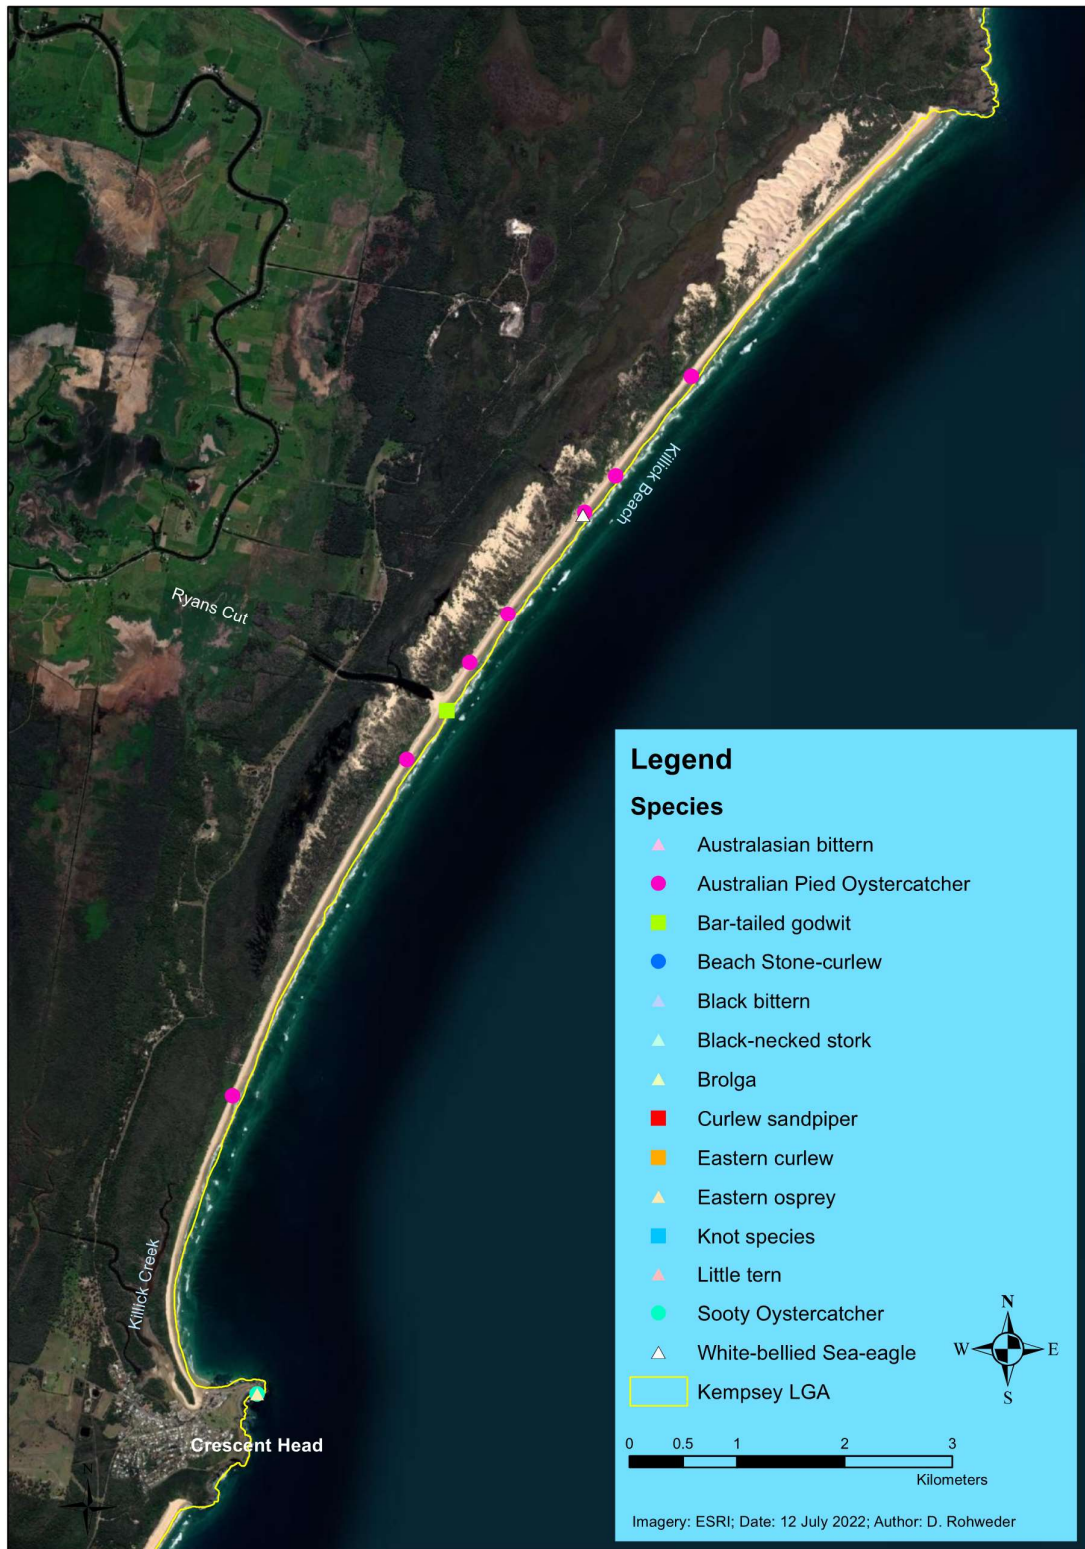 Killick Beach
Ryans Cut
Killick Creek
Crescent Head
N
Legend
Species
Australasian bittern
Australian Pied Oystercatcher
Bar-tailed godwit
Beach Stone-curlew
Black bittern
Black-necked stork
Brolga
Curlew sandpiper
Eastern curlew
Eastern osprey
Knot species
Little tern
Sooty Oystercatcher
White-bellied Sea-eagle
Kempsey LGA
N
W E
S
0 0.5 1 2 3
Kilometers
Imagery: ESRI; Date: 12 July 2022; Author: D. Rohweder